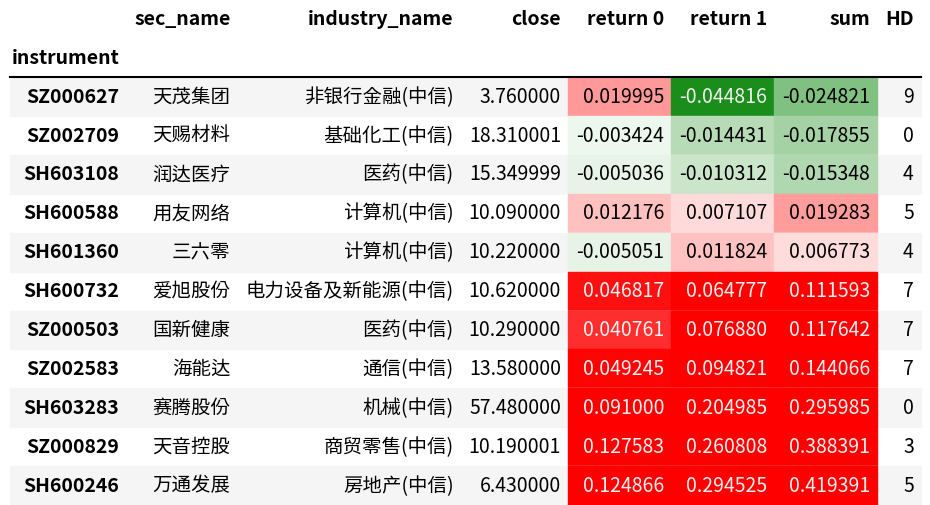 sec_name industry_name close return 0 return 1 sum HD
instrument
SZ000627 天茂集团 非银行金融(中信) 3.760000 0.019995 -0.044816 -0.024821 9
SZ002709 天赐材料 基础化工(中信) 18.310001 -0.003424 -0.014431 -0.017855 0
SH603108 润达医疗 医药(中信) 15.349999 -0.005036 -0.010312 -0.015348 4
SH600588 用友网络 计算机(中信) 10.090000 0.012176 0.007107 0.019283 5
SH601360 三六零 计算机(中信) 10.220000 -0.005051 0.011824 0.006773 4
SH600732 爱旭股份 电力设备及新能源(中信) 10.620000 0.046817 0.064777 0.111593 7
SZ000503 国新健康 医药(中信) 10.290000 0.040761 0.076880 0.117642 7
SZ002583 海能达 通信(中信) 13.580000 0.049245 0.094821 0.144066 7
SH603283 赛腾股份 机械(中信) 57.480000 0.091000 0.204985 0.295985 0
SZ000829 天音控股 商贸零售(中信) 10.190001 0.127583 0.260808 0.388391 3
SH600246 万通发展 房地产(中信) 6.430000 0.124866 0.294525 0.419391 5